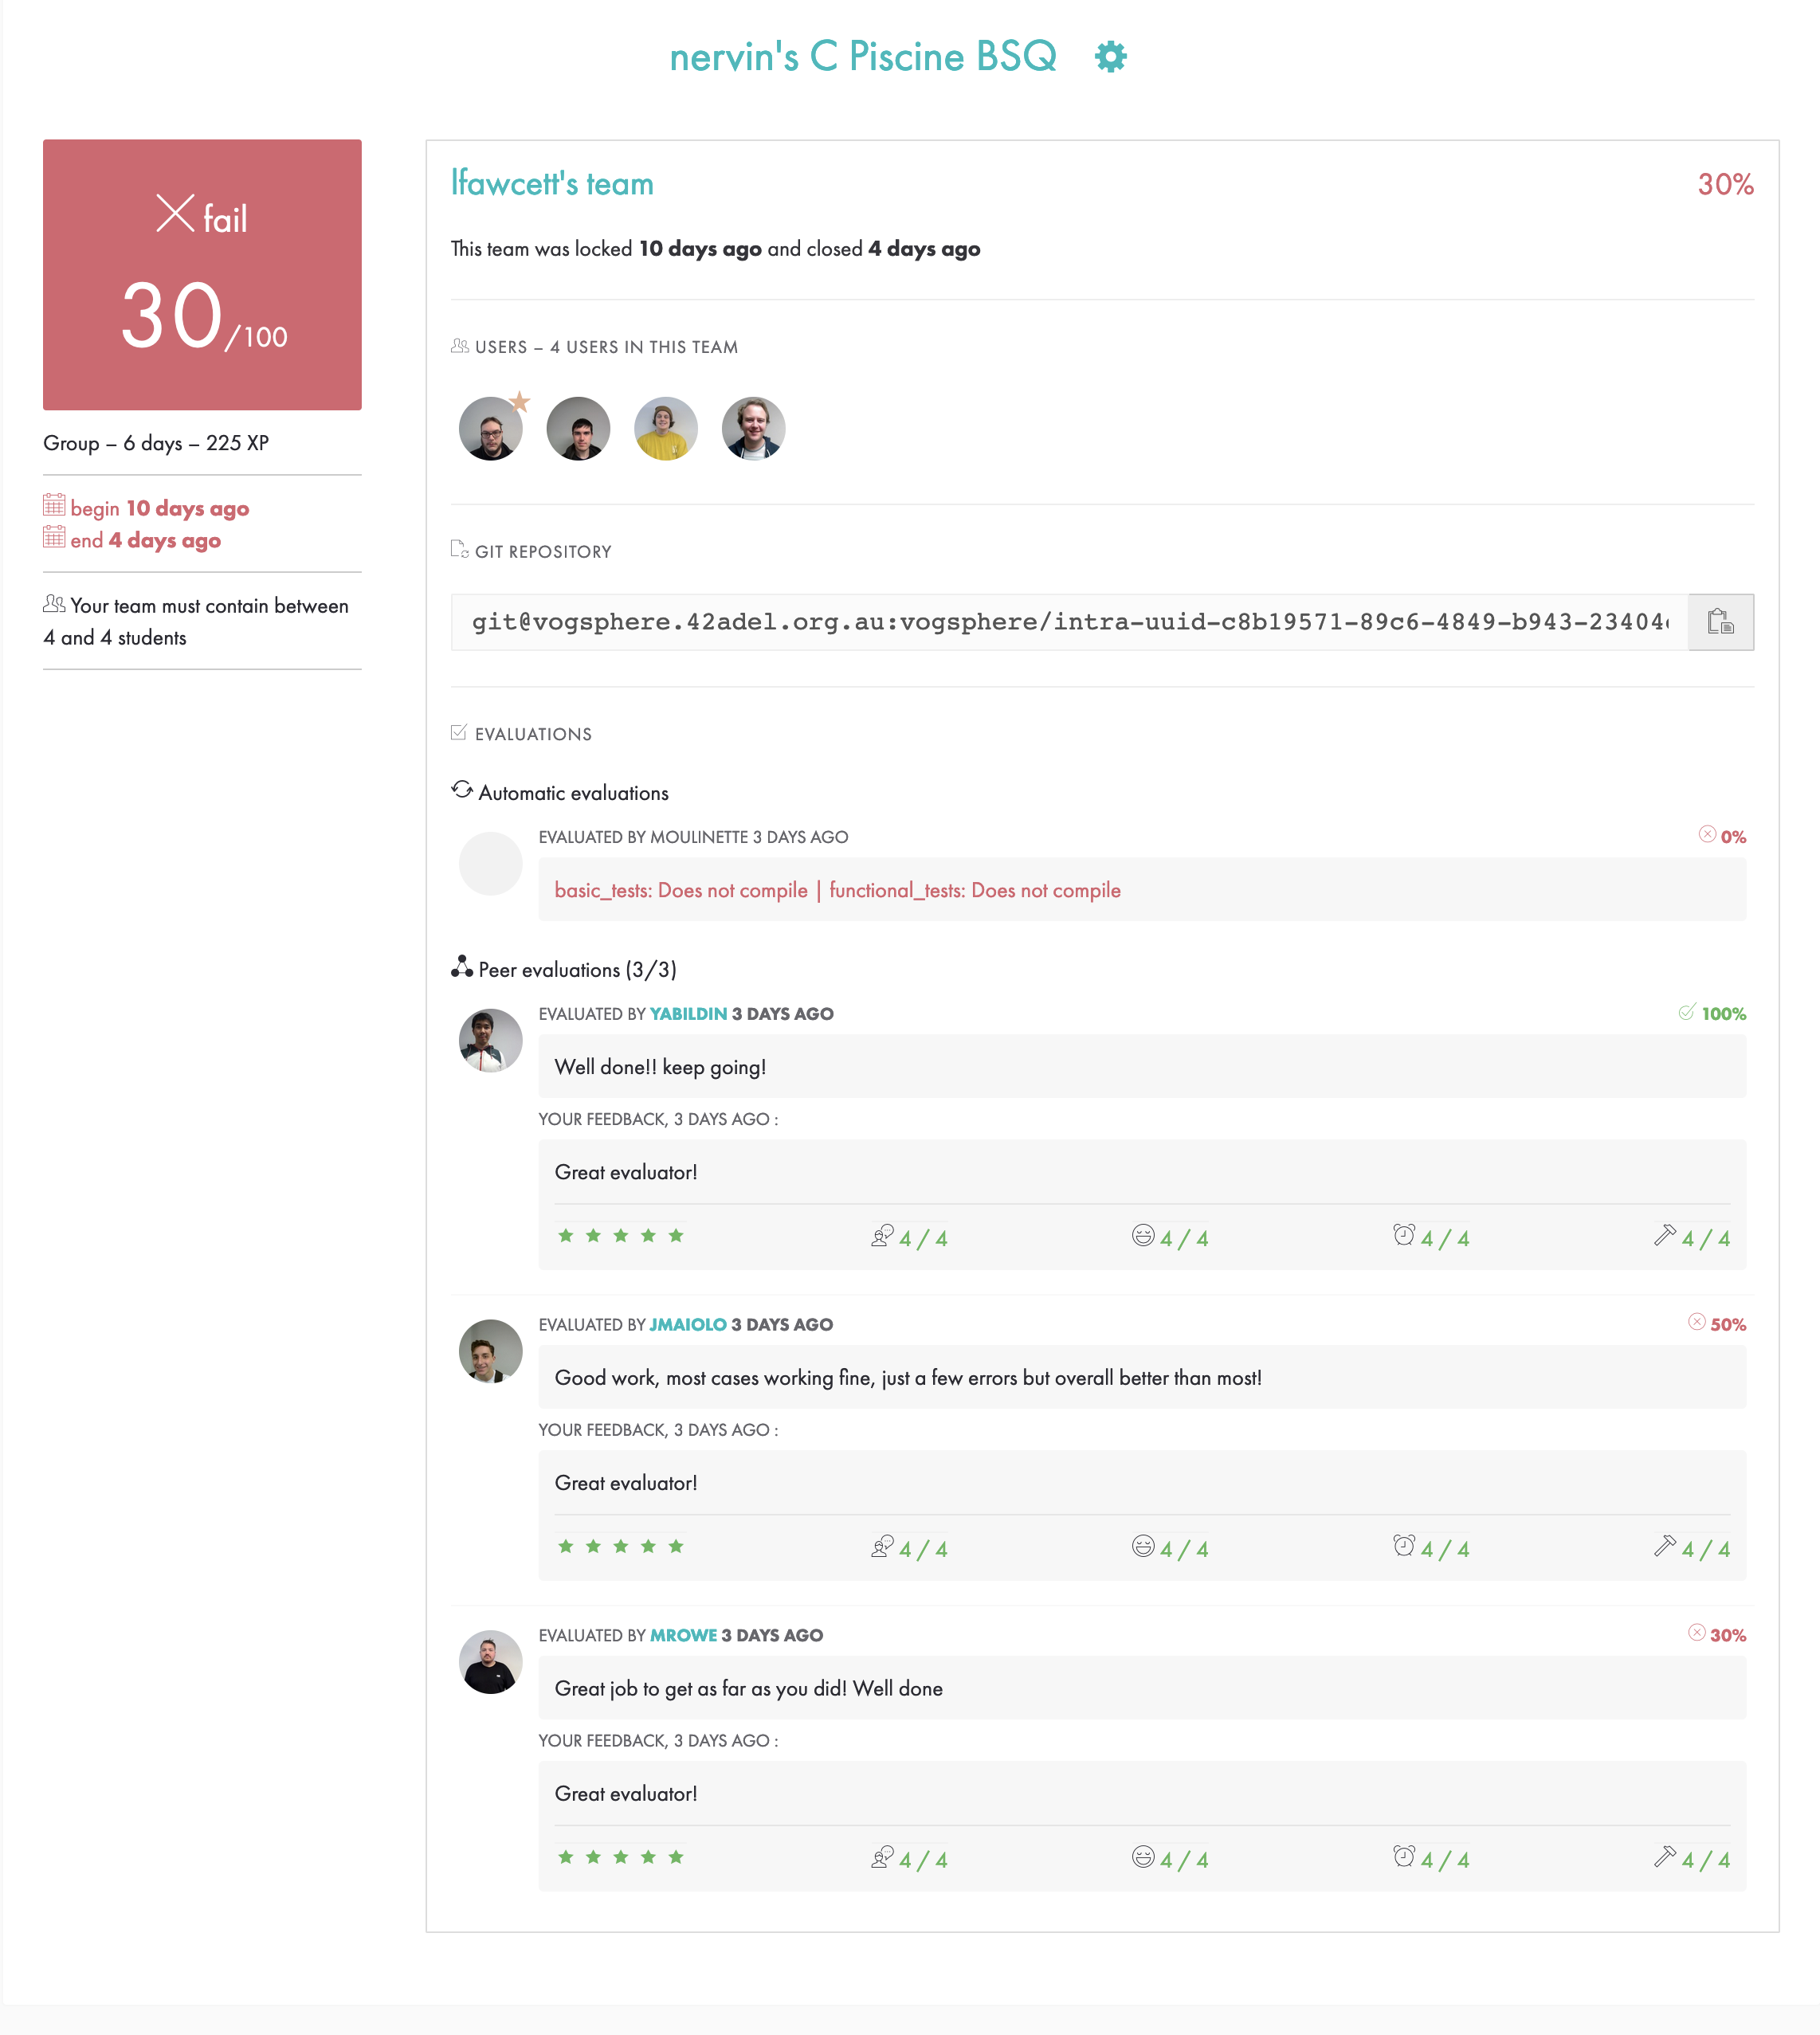 nervin's C Piscine BSQ
fail
30/100
Group – 6 days – 225 XP
begin 10 days ago
end 4 days ago
Your team must contain between
4 and 4 students
lfawcett's team
30%
This team was locked 10 days ago and closed 4 days ago
USERS – 4 USERS IN THIS TEAM
GIT REPOSITORY
git@vogsphere.42adel.org.au:vogsphere/intra-uuid-c8b19571-89c6-4849-b943-23404
EVALUATIONS
Automatic evaluations
EVALUATED BY MOULINETTE 3 DAYS AGO
0%
basic_tests: Does not compile | functional_tests: Does not compile
Peer evaluations (3/3)
EVALUATED BY YABILDIN 3 DAYS AGO
100%
Well done!! keep going!
YOUR FEEDBACK, 3 DAYS AGO :
Great evaluator!
4 / 4 4 / 4 4 / 4 4 / 4
EVALUATED BY JMAIOLO 3 DAYS AGO
50%
Good work, most cases working fine, just a few errors but overall better than most!
YOUR FEEDBACK, 3 DAYS AGO :
Great evaluator!
4 / 4 4 / 4 4 / 4 4 / 4
EVALUATED BY MROWE 3 DAYS AGO
30%
Great job to get as far as you did! Well done
YOUR FEEDBACK, 3 DAYS AGO :
Great evaluator!
4 / 4 4 / 4 4 / 4 4 / 4